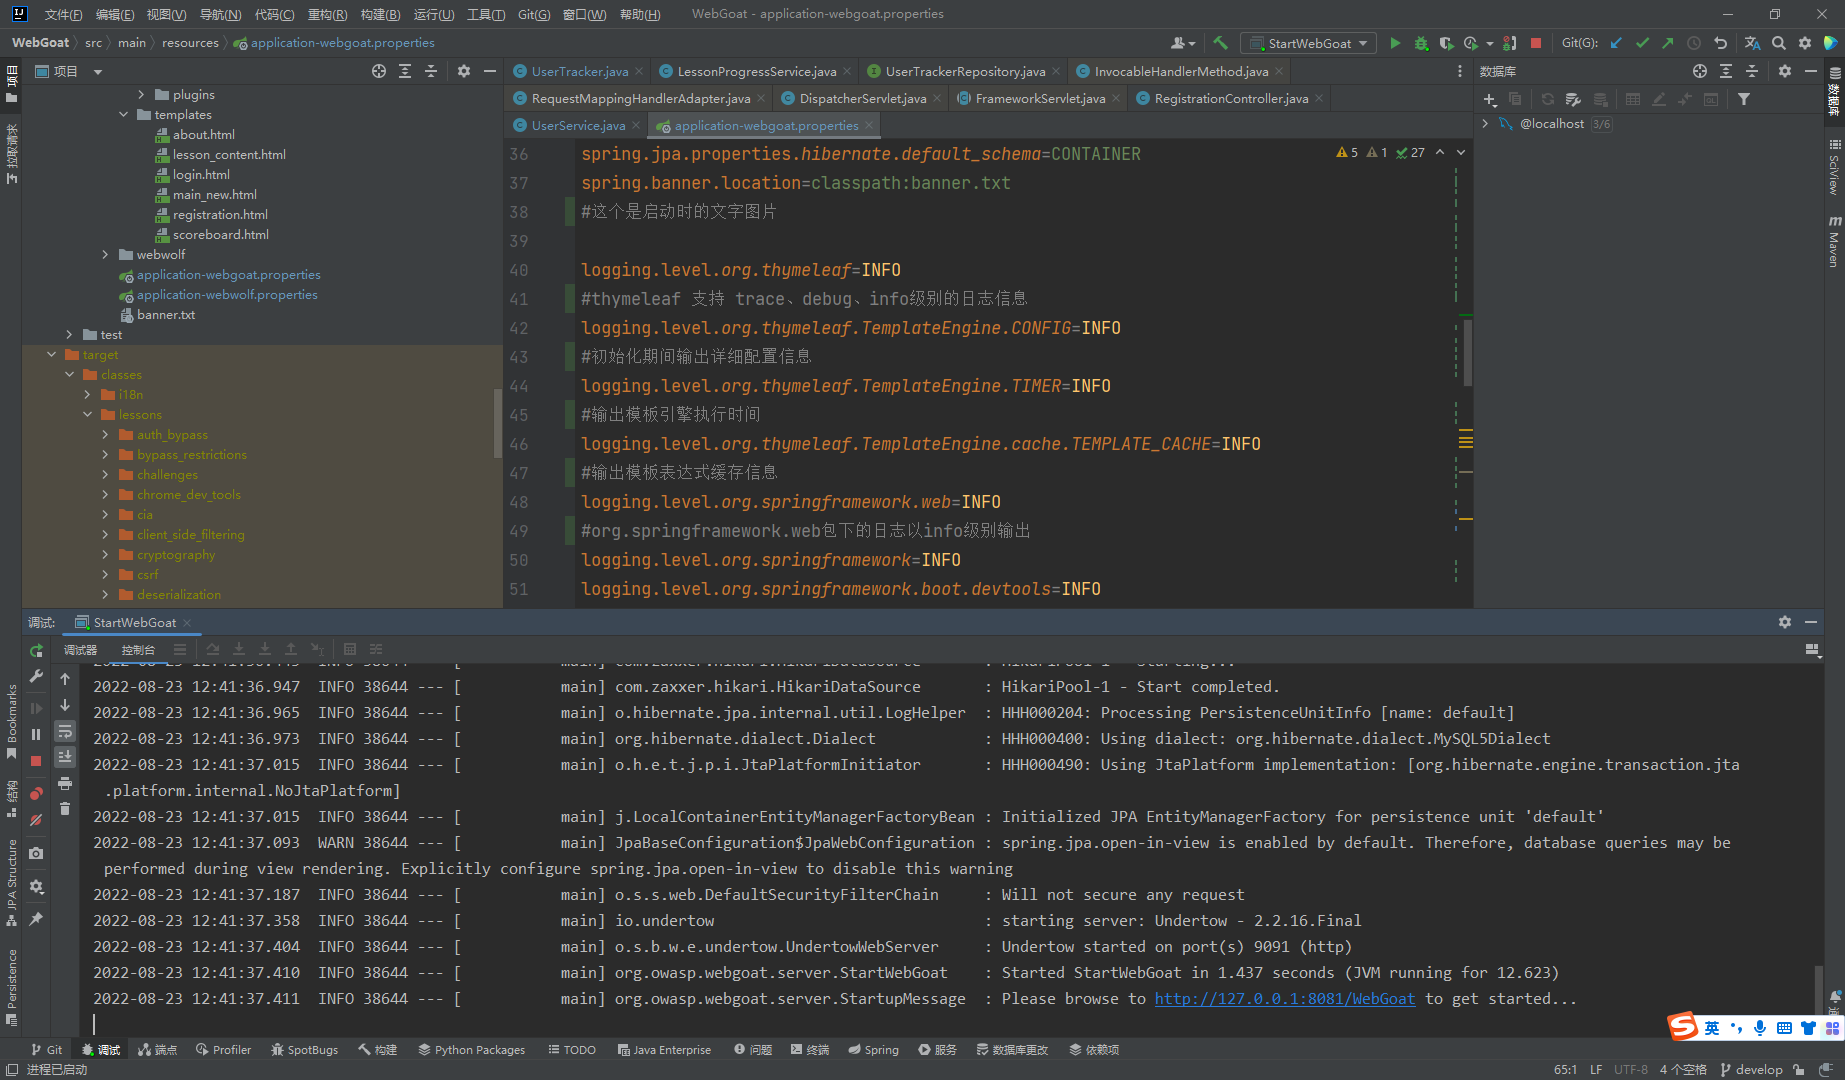 文件(F) 编辑(E) 视图(V) 导航(N) 代码(C) 重构(R) 构建(B) 运行(U) 工具(T) Git(G) 窗口(W) 帮助(H) WebGoat - application-webgoat.properties
WebGoat src main resources application-webgoat.properties StartWebGoat Git(G):
项目
UserTracker.java LessonProgressService.java UserTrackerRepository.java InvocableHandlerMethod.java
RequestMappingHandlerAdapter.java DispatcherServlet.java FrameworkServlet.java RegistrationController.java
UserService.java application-webgoat.properties
数据库
@localhost 3/6
项目
拉取请求
plugins
templates
about.html
lesson_content.html
login.html
main_new.html
registration.html
scoreboard.html
webwolf
application-webgoat.properties
application-webwolf.properties
banner.txt
test
target
classes
i18n
lessons
auth_bypass
bypass_restrictions
challenges
chrome_dev_tools
cia
client_side_filtering
cryptography
csrf
deserialization
5 1 27
36 spring.jpa.properties.hibernate.default_schema=CONTAINER
37 spring.banner.location=classpath:banner.txt
38 #这个是启动时的文字图片
39
40 logging.level.org.thymeleaf=INFO
41 #thymeleaf 支持 trace、debug、info级别的日志信息
42 logging.level.org.thymeleaf.TemplateEngine.CONFIG=INFO
43 #初始化期间输出详细配置信息
44 logging.level.org.thymeleaf.TemplateEngine.TIMER=INFO
45 #输出模板引擎执行时间
46 logging.level.org.thymeleaf.TemplateEngine.cache.TEMPLATE_CACHE=INFO
47 #输出模板表达式缓存信息
48 logging.level.org.springframework.web=INFO
49 #org.springframework.web包下的日志以info级别输出
50 logging.level.org.springframework=INFO
51 logging.level.org.springframework.boot.devtools=INFO
数据库
SciView
Maven
调试: StartWebGoat
调试器 控制台
2022-08-23 12:41:36.947 INFO 38644 --- [ main] com.zaxxer.hikari.HikariDataSource : HikariPool-1 - Start completed.
2022-08-23 12:41:36.965 INFO 38644 --- [ main] o.hibernate.jpa.internal.util.LogHelper : HHH000204: Processing PersistenceUnitInfo [name: default]
2022-08-23 12:41:36.973 INFO 38644 --- [ main] org.hibernate.dialect.Dialect : HHH000400: Using dialect: org.hibernate.dialect.MySQL5Dialect
2022-08-23 12:41:37.015 INFO 38644 --- [ main] o.h.e.t.j.p.i.JtaPlatformInitiator : HHH000490: Using JtaPlatform implementation: [org.hibernate.engine.transaction.jta
.platform.internal.NoJtaPlatform]
2022-08-23 12:41:37.015 INFO 38644 --- [ main] j.LocalContainerEntityManagerFactoryBean : Initialized JPA EntityManagerFactory for persistence unit 'default'
2022-08-23 12:41:37.093 WARN 38644 --- [ main] JpaBaseConfiguration$JpaWebConfiguration : spring.jpa.open-in-view is enabled by default. Therefore, database queries may be
performed during view rendering. Explicitly configure spring.jpa.open-in-view to disable this warning
2022-08-23 12:41:37.187 INFO 38644 --- [ main] o.s.s.web.DefaultSecurityFilterChain : Will not secure any request
2022-08-23 12:41:37.358 INFO 38644 --- [ main] io.undertow : starting server: Undertow - 2.2.16.Final
2022-08-23 12:41:37.404 INFO 38644 --- [ main] o.s.b.w.e.undertow.UndertowWebServer : Undertow started on port(s) 9091 (http)
2022-08-23 12:41:37.410 INFO 38644 --- [ main] org.owasp.webgoat.server.StartWebGoat : Started StartWebGoat in 1.437 seconds (JVM running for 12.623)
2022-08-23 12:41:37.411 INFO 38644 --- [ main] org.owasp.webgoat.server.StartupMessage : Please browse to http://127.0.0.1:8081/WebGoat to get started...
Bookmarks
结构
JPA Structure
Persistence
英
Git 调试 端点 Profiler SpotBugs 构建 Python Packages TODO Java Enterprise 问题 终端 Spring 服务 数据库更改 依赖项
进程已启动 65:1 LF UTF-8 4 个空格 develop